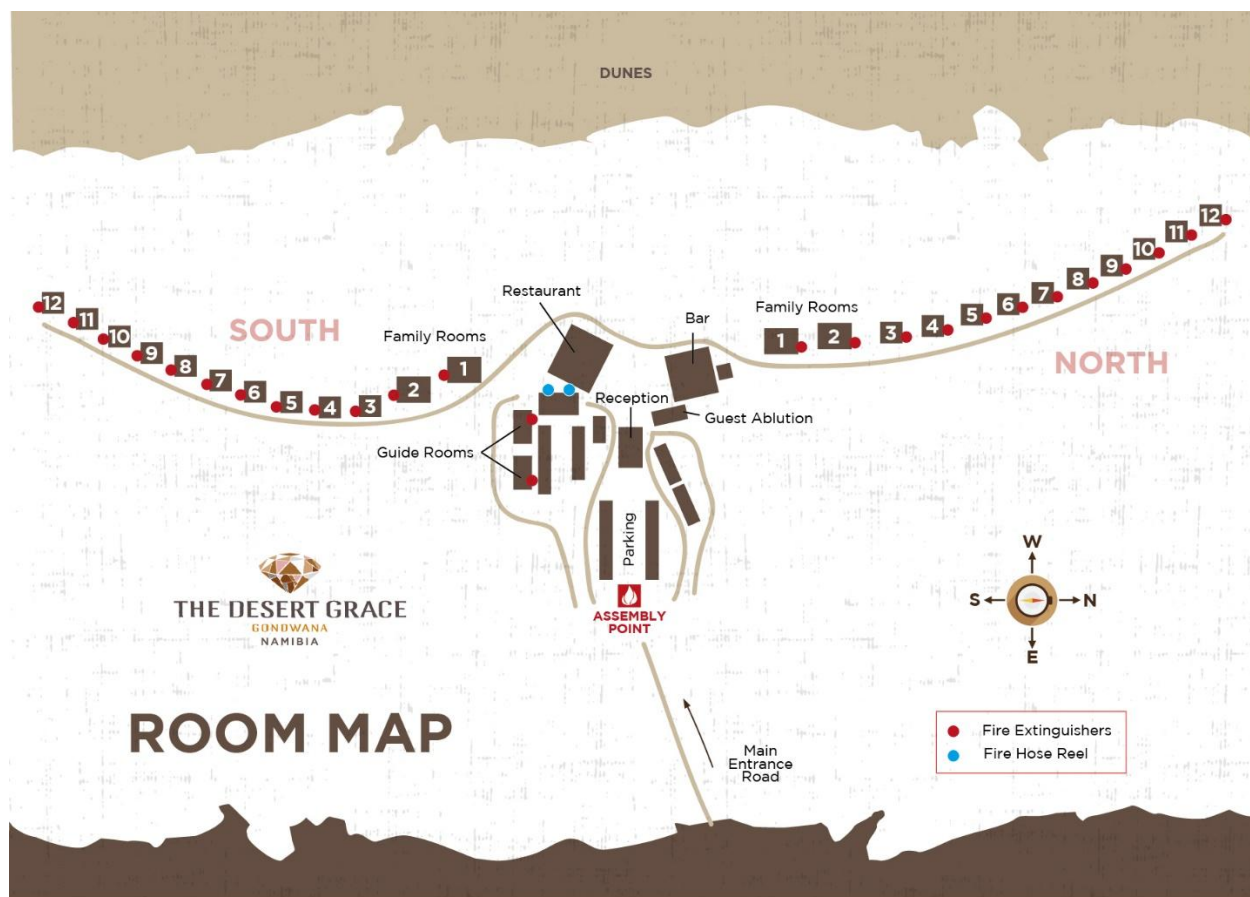 DUNES
12
11
10
9
8
7
6
5
4
3
2
1
SOUTH
Family Rooms
Restaurant
Bar
Family Rooms
1
2
3
4
5
6
7
8
9
10
11
12
NORTH
Reception
Guest Ablution
Guide Rooms
Parking
ASSEMBLY
POINT
THE DESERT GRACE
GONDWANA
NAMIBIA
W
S
N
E
ROOM MAP
Main
Entrance
Road
Fire Extinguishers
Fire Hose Reel